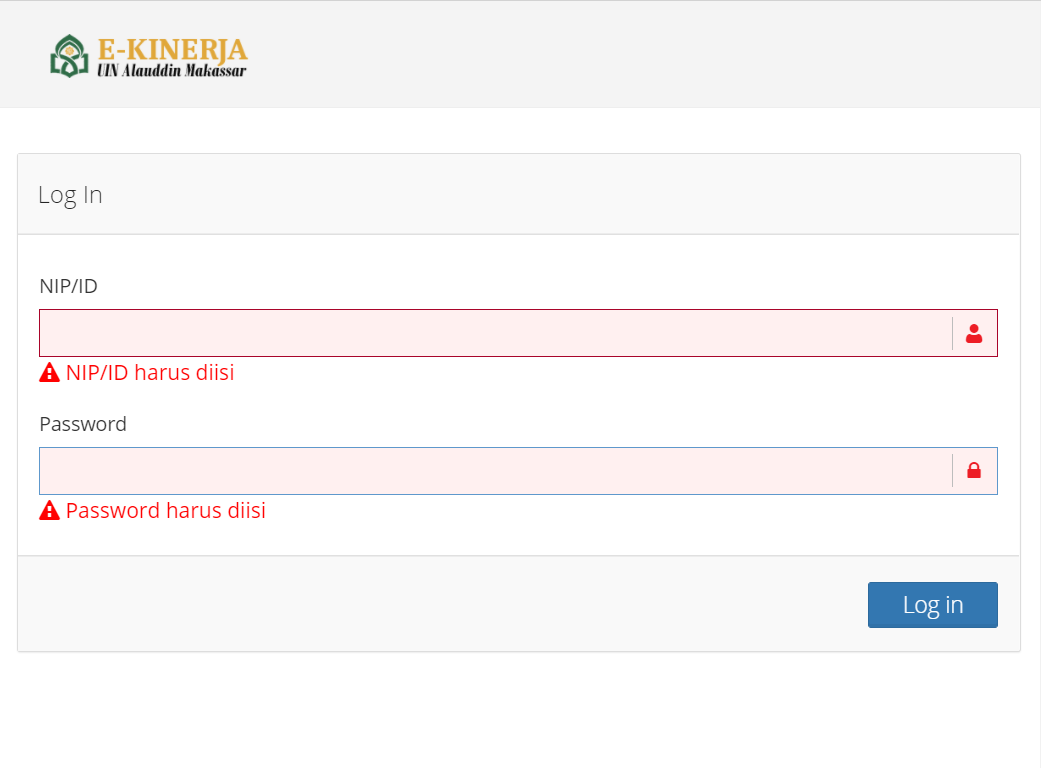 E-KINERJA
UIN Alauddin Makassar
Log In
NIP/ID
NIP/ID harus diisi
Password
Password harus diisi
Log in